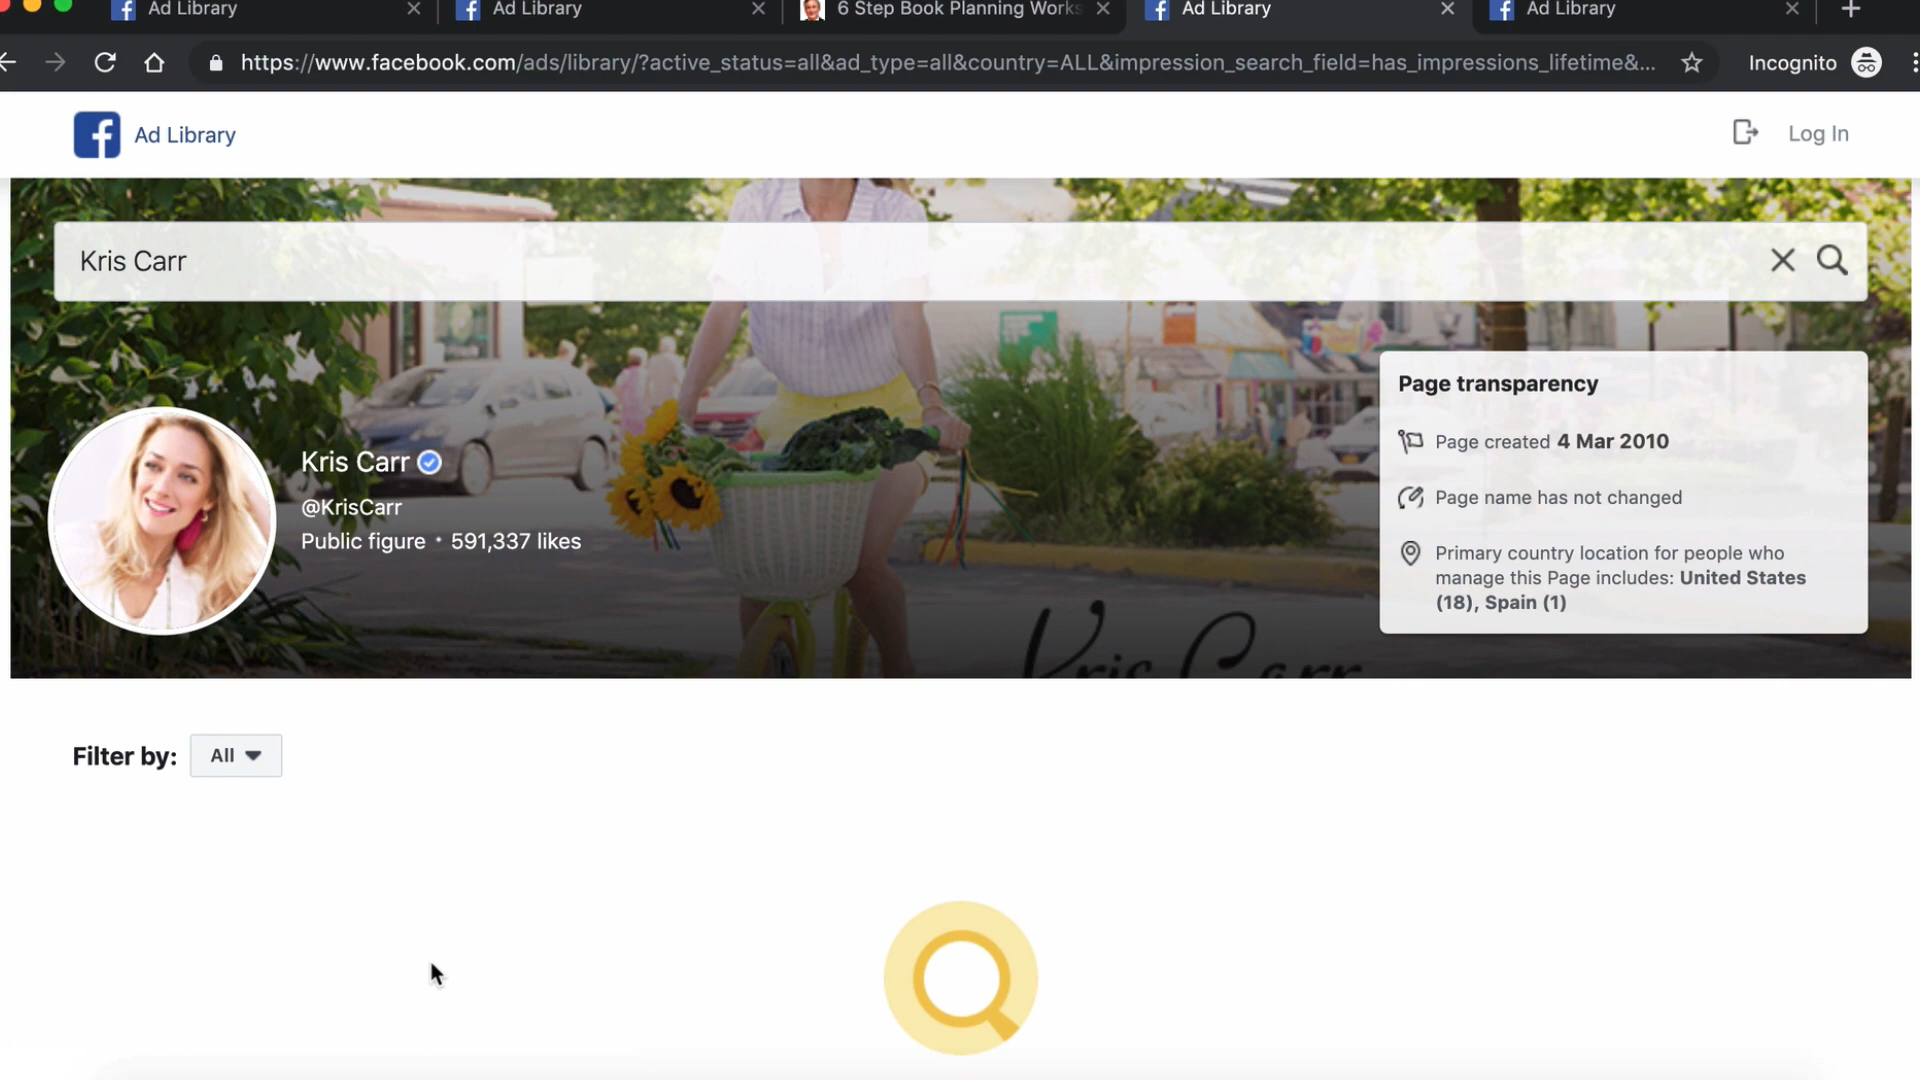 Ad Library
Ad Library
6 Step Book Planning Works
Ad Library
Ad Library
https://www.facebook.com/ads/library/?active_status=all&ad_type=all&country=ALL&impression_search_field=has_impressions_lifetime&...
Incognito
Ad Library
Log In
Kris Carr
Page transparency
Page created 4 Mar 2010
Page name has not changed
Primary country location for people who
manage this Page includes: United States
(18), Spain (1)
Kris Carr
@KrisCarr
Public figure · 591,337 likes
Kris Carr
Filter by:
All